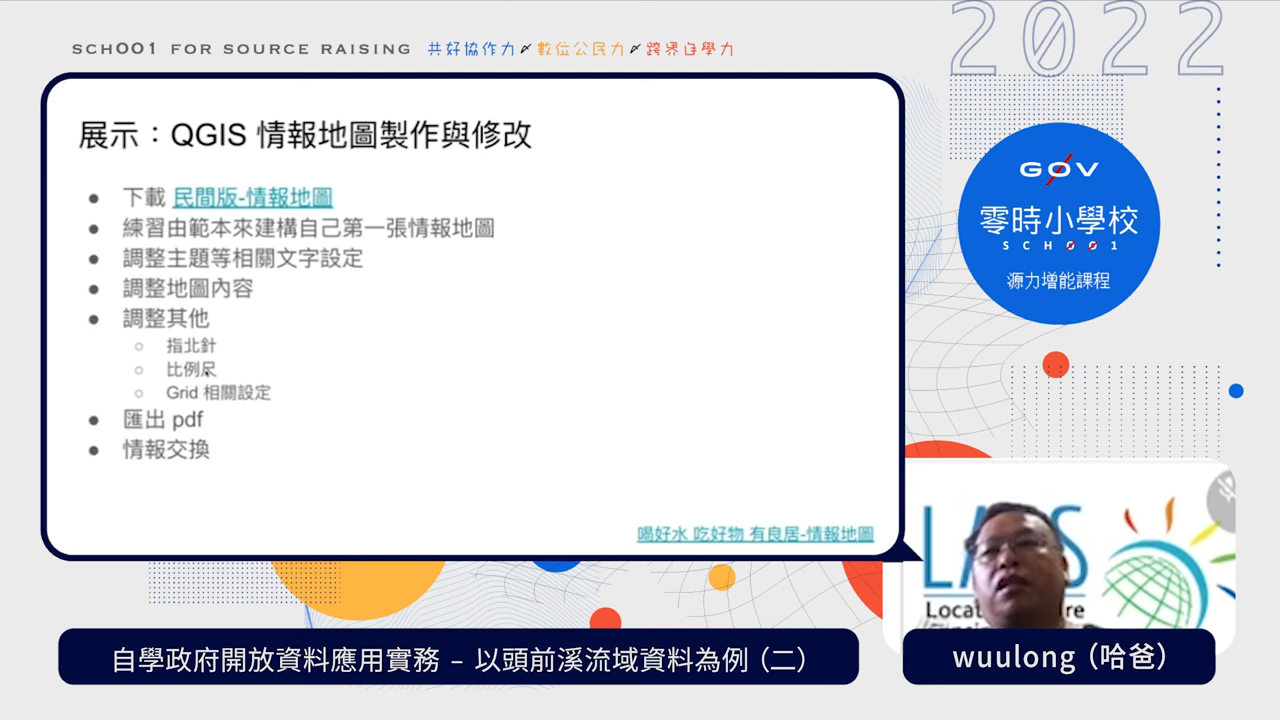 SCHOO1 FOR SOURCE RAISING 共好協作力 數位公民力 跨界自學力
2022
展示：QGIS 情報地圖製作與修改
● 下載 民間版-情報地圖
● 練習由範本來建構自己第一張情報地圖
● 調整主題等相關文字設定
● 調整地圖內容
● 調整其他
○ 指北針
○ 比例尺
○ Grid 相關設定
● 匯出 pdf
● 情報交換
喝好水 吃好物 有良居-情報地圖
G0V
零時小學校
SCH001
源力增能課程
自學政府開放資料應用實務 – 以頭前溪流域資料為例（二）
wuulong（哈爸）